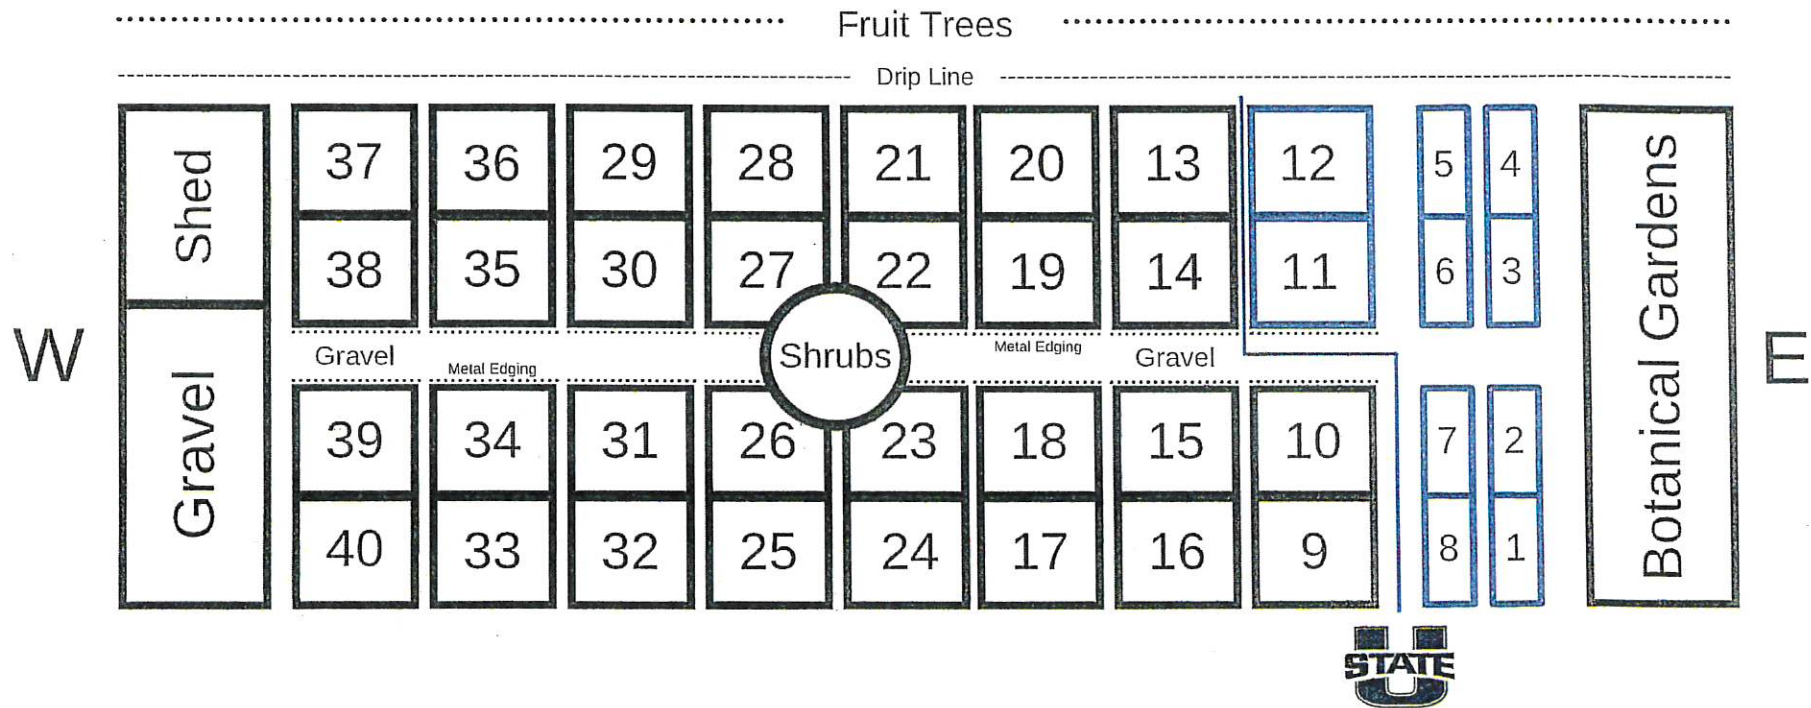 Fruit Trees
Drip Line
Shed
37 36 29 28 21 20 13 12 5 4
38 35 30 27 22 19 14 11 6 3
W
Gravel
Gravel
Metal Edging
Shrubs
Metal Edging
Gravel
Botanical Gardens
E
39 34 31 26 23 18 15 10 7 2
40 33 32 25 24 17 16 9 8 1
U
STATE